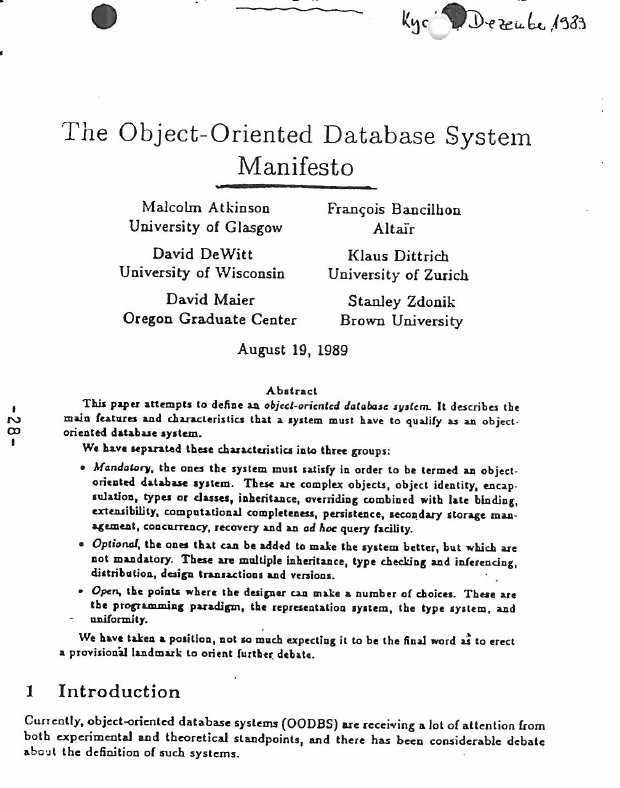 Dezembe 1989
The Object-Oriented Database System
Manifesto
Malcolm Atkinson
University of Glasgow
François Bancilhon
Altaïr
David DeWitt
University of Wisconsin
Klaus Dittrich
University of Zurich
David Maier
Oregon Graduate Center
Stanley Zdonik
Brown University
August 19, 1989
Abstract
This paper attempts to define an object-oriented database system. It describes the
main features and characteristics that a system must have to qualify as an object-
oriented database system.
We have separated these characteristics into three groups:
• Mandatory, the ones the system must satisfy in order to be termed an object-
oriented database system. These are complex objects, object identity, encap-
sulation, types or classes, inheritance, overriding combined with late binding,
extensibility, computational completeness, persistence, secondary storage man-
agement, concurrency, recovery and an ad hoc query facility.
• Optional, the ones that can be added to make the system better, but which are
not mandatory. These are multiple inheritance, type checking and inferencing,
distribution, design transactions and versions.
• Open, the points where the designer can make a number of choices. These are
the programming paradigm, the representation system, the type system, and
uniformity.
We have taken a position, not so much expecting it to be the final word as to erect
a provisional landmark to orient further debate.
1 Introduction
Currently, object-oriented database systems (OODBS) are receiving a lot of attention from
both experimental and theoretical standpoints, and there has been considerable debate
about the definition of such systems.
-28-